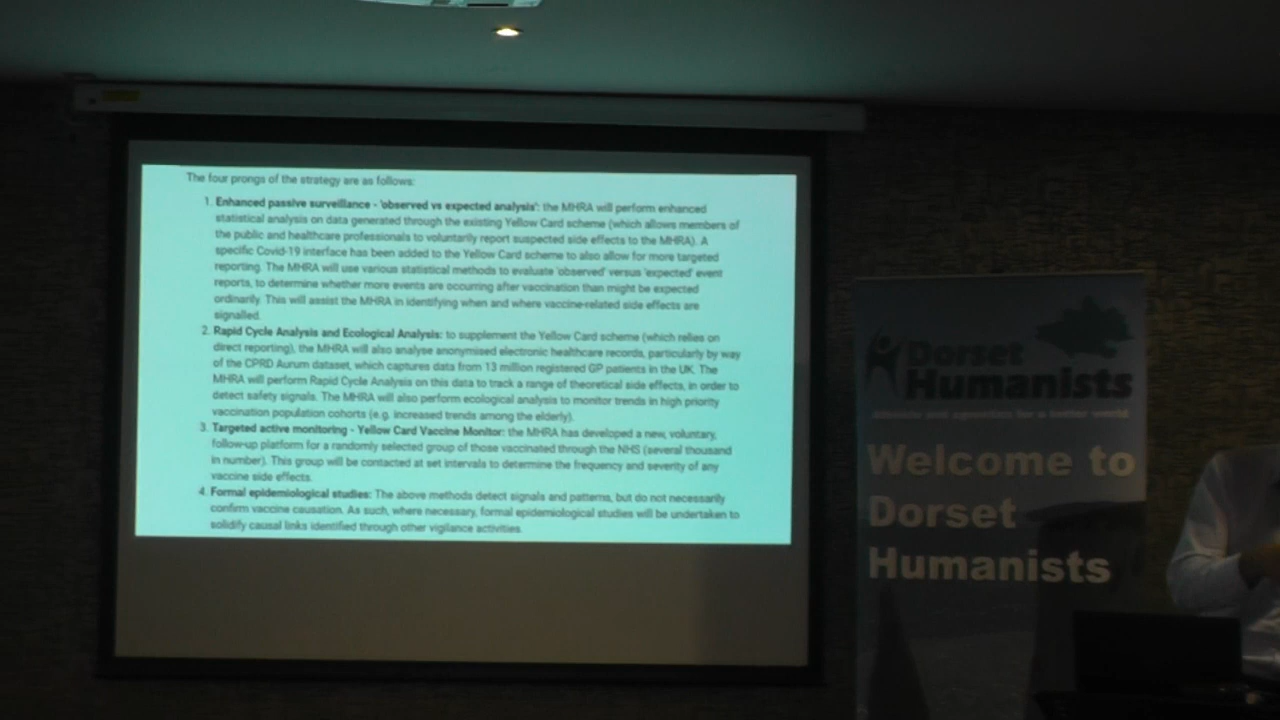 The four prongs of the strategy are as follows:
1. Enhanced passive surveillance - 'observed vs expected analysis': the MHRA will perform enhanced
statistical analysis on data generated through the existing Yellow Card scheme (which allows members of
the public and healthcare professionals to voluntarily report suspected side effects to the MHRA). A
specific Covid-19 interface has been added to the Yellow Card scheme to also allow for more targeted
reporting. The MHRA will use various statistical methods to evaluate 'observed' versus 'expected' event
reports, to determine whether more events are occurring after vaccination than might be expected
ordinarily. This will assist the MHRA in identifying when and where vaccine-related side effects are
signalled.
2. Rapid Cycle Analysis and Ecological Analysis: to supplement the Yellow Card scheme (which relies on
direct reporting), the MHRA will also analyse anonymised electronic healthcare records, particularly by way
of the CPRD Aurum dataset, which captures data from 13 million registered GP patients in the UK. The
MHRA will perform Rapid Cycle Analysis on this data to track a range of theoretical side effects, in order to
detect safety signals. The MHRA will also perform ecological analysis to monitor trends in high priority
vaccination population cohorts (e.g. increased trends among the elderly).
3. Targeted active monitoring - Yellow Card Vaccine Monitor: the MHRA has developed a new, voluntary,
follow-up platform for a randomly selected group of those vaccinated through the NHS (several thousand
in number). This group will be contacted at set intervals to determine the frequency and severity of any
vaccine side effects.
4. Formal epidemiological studies: The above methods detect signals and patterns, but do not necessarily
confirm vaccine causation. As such, where necessary, formal epidemiological studies will be undertaken to
solidify causal links identified through other vigilance activities.
Dorset
Humanists
for a better world
Welcome to
Dorset
Humanists